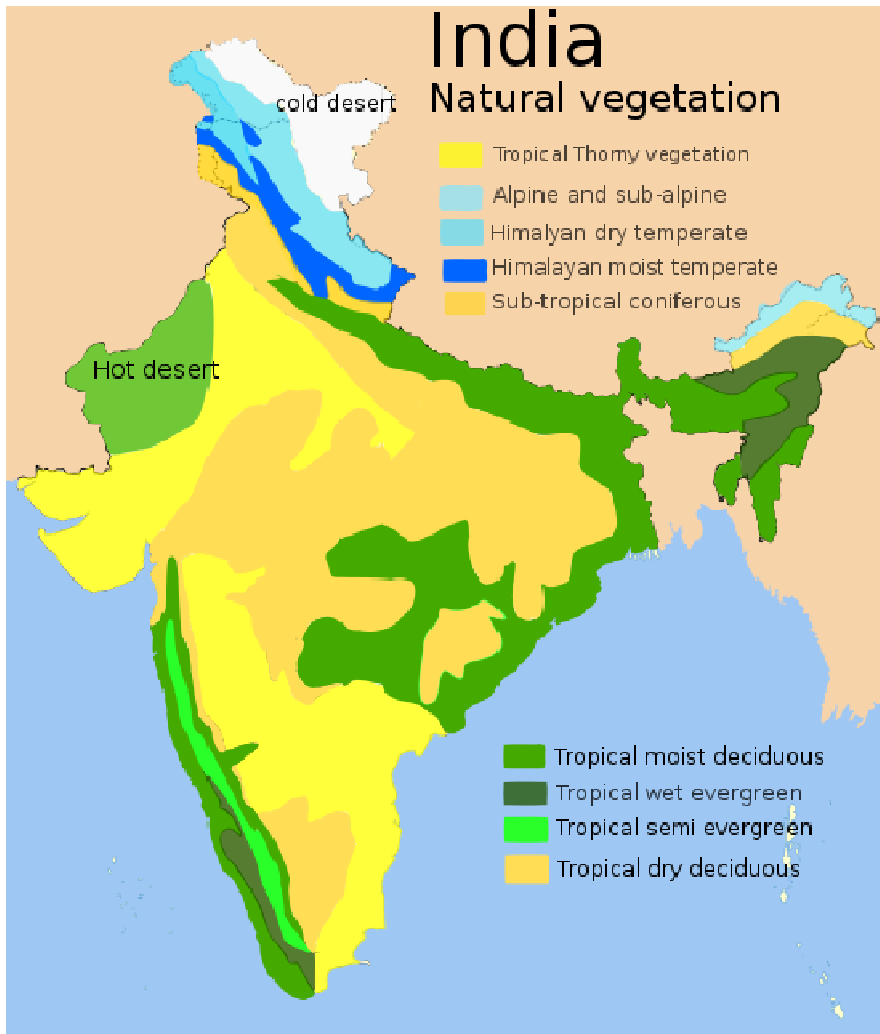 India
Natural vegetation
cold desert
Tropical Thorny vegetation
Alpine and sub-alpine
Himalyan dry temperate
Himalayan moist temperate
Sub-tropical coniferous
Hot desert
Tropical moist deciduous
Tropical wet evergreen
Tropical semi evergreen
Tropical dry deciduous